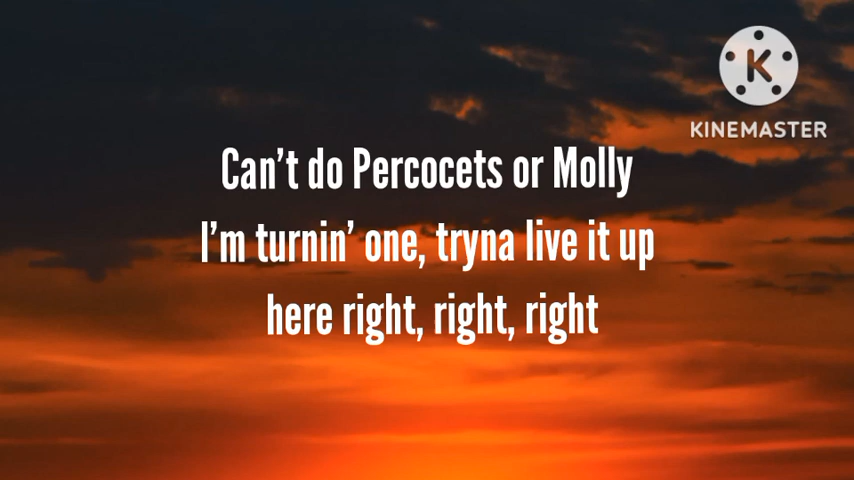 KINEMASTER
Can't do Percocets or Molly
I'm turnin' one, tryna live it up
here right, right, right